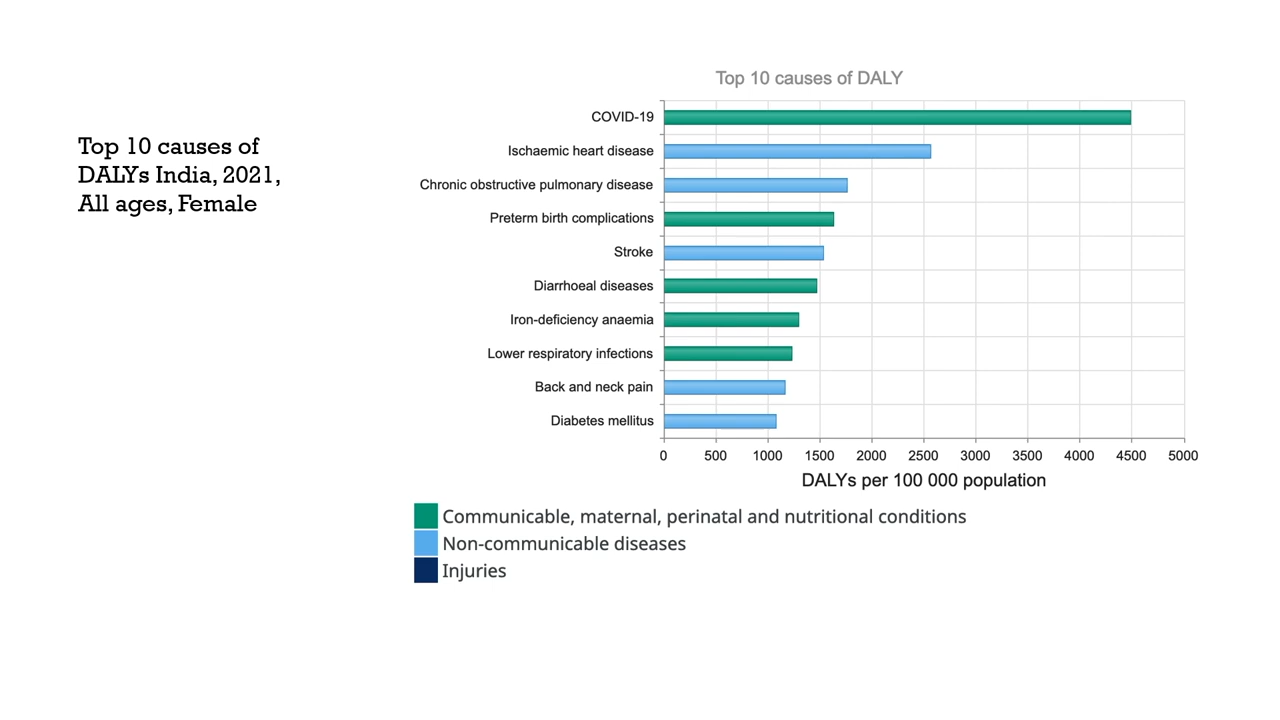 Top 10 causes of
DALYs India, 2021,
All ages, Female
Top 10 causes of DALY
COVID-19
Ischaemic heart disease
Chronic obstructive pulmonary disease
Preterm birth complications
Stroke
Diarrhoeal diseases
Iron-deficiency anaemia
Lower respiratory infections
Back and neck pain
Diabetes mellitus
0 500 1000 1500 2000 2500 3000 3500 4000 4500 5000
DALYs per 100 000 population
Communicable, maternal, perinatal and nutritional conditions
Non-communicable diseases
Injuries